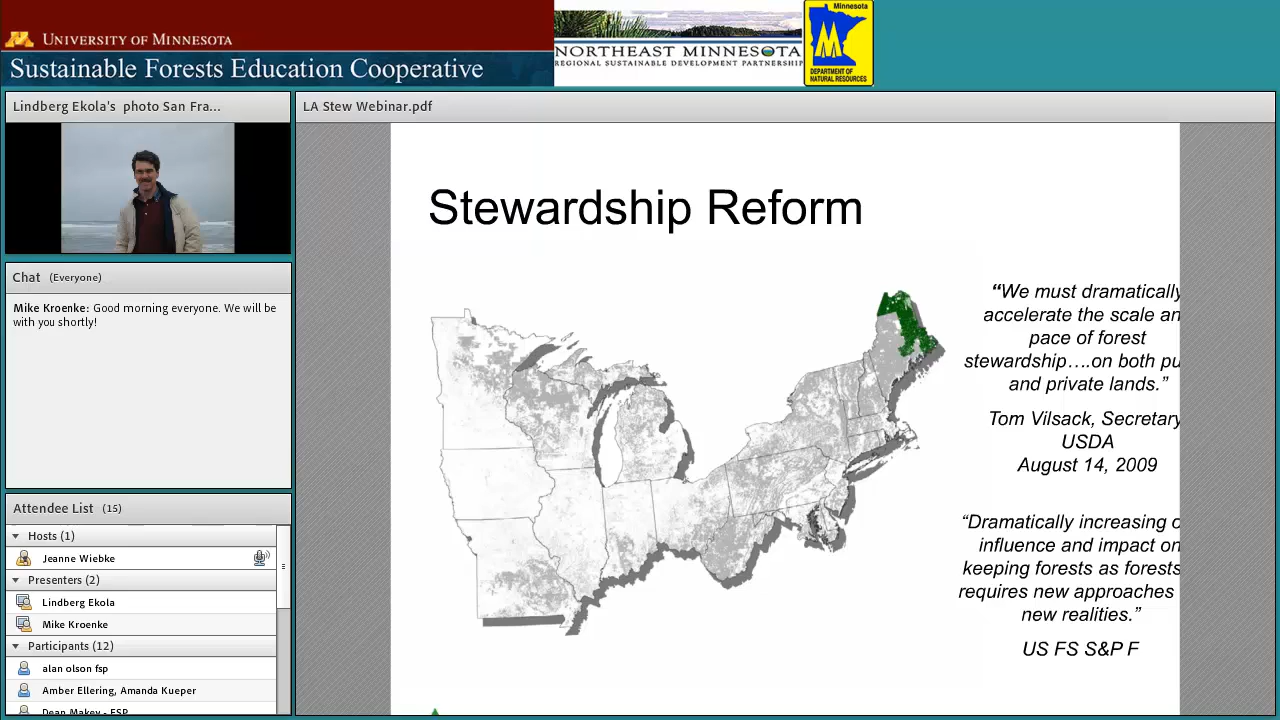 UNIVERSITY OF MINNESOTA
Sustainable Forests Education Cooperative
NORTHEAST MINNESOTA
REGIONAL SUSTAINABLE DEVELOPMENT PARTNERSHIP
Minnesota
DEPARTMENT OF
NATURAL RESOURCES
Lindberg Ekola's photo San Fra...
Chat (Everyone)
Mike Kroenke: Good morning everyone. We will be
with you shortly!
Attendee List (15)
Hosts (1)
Jeanne Wiebke
Presenters (2)
Lindberg Ekola
Mike Kroenke
Participants (12)
alan olson fsp
Amber Ellering, Amanda Kueper
Dean Makey - FSP
LA Stew Webinar.pdf
Stewardship Reform
“We must dramatically
accelerate the scale an
pace of forest
stewardship….on both pu
and private lands.”
Tom Vilsack, Secretary
USDA
August 14, 2009
“Dramatically increasing o
influence and impact on
keeping forests as forests
requires new approaches
new realities.”
US FS S&P F